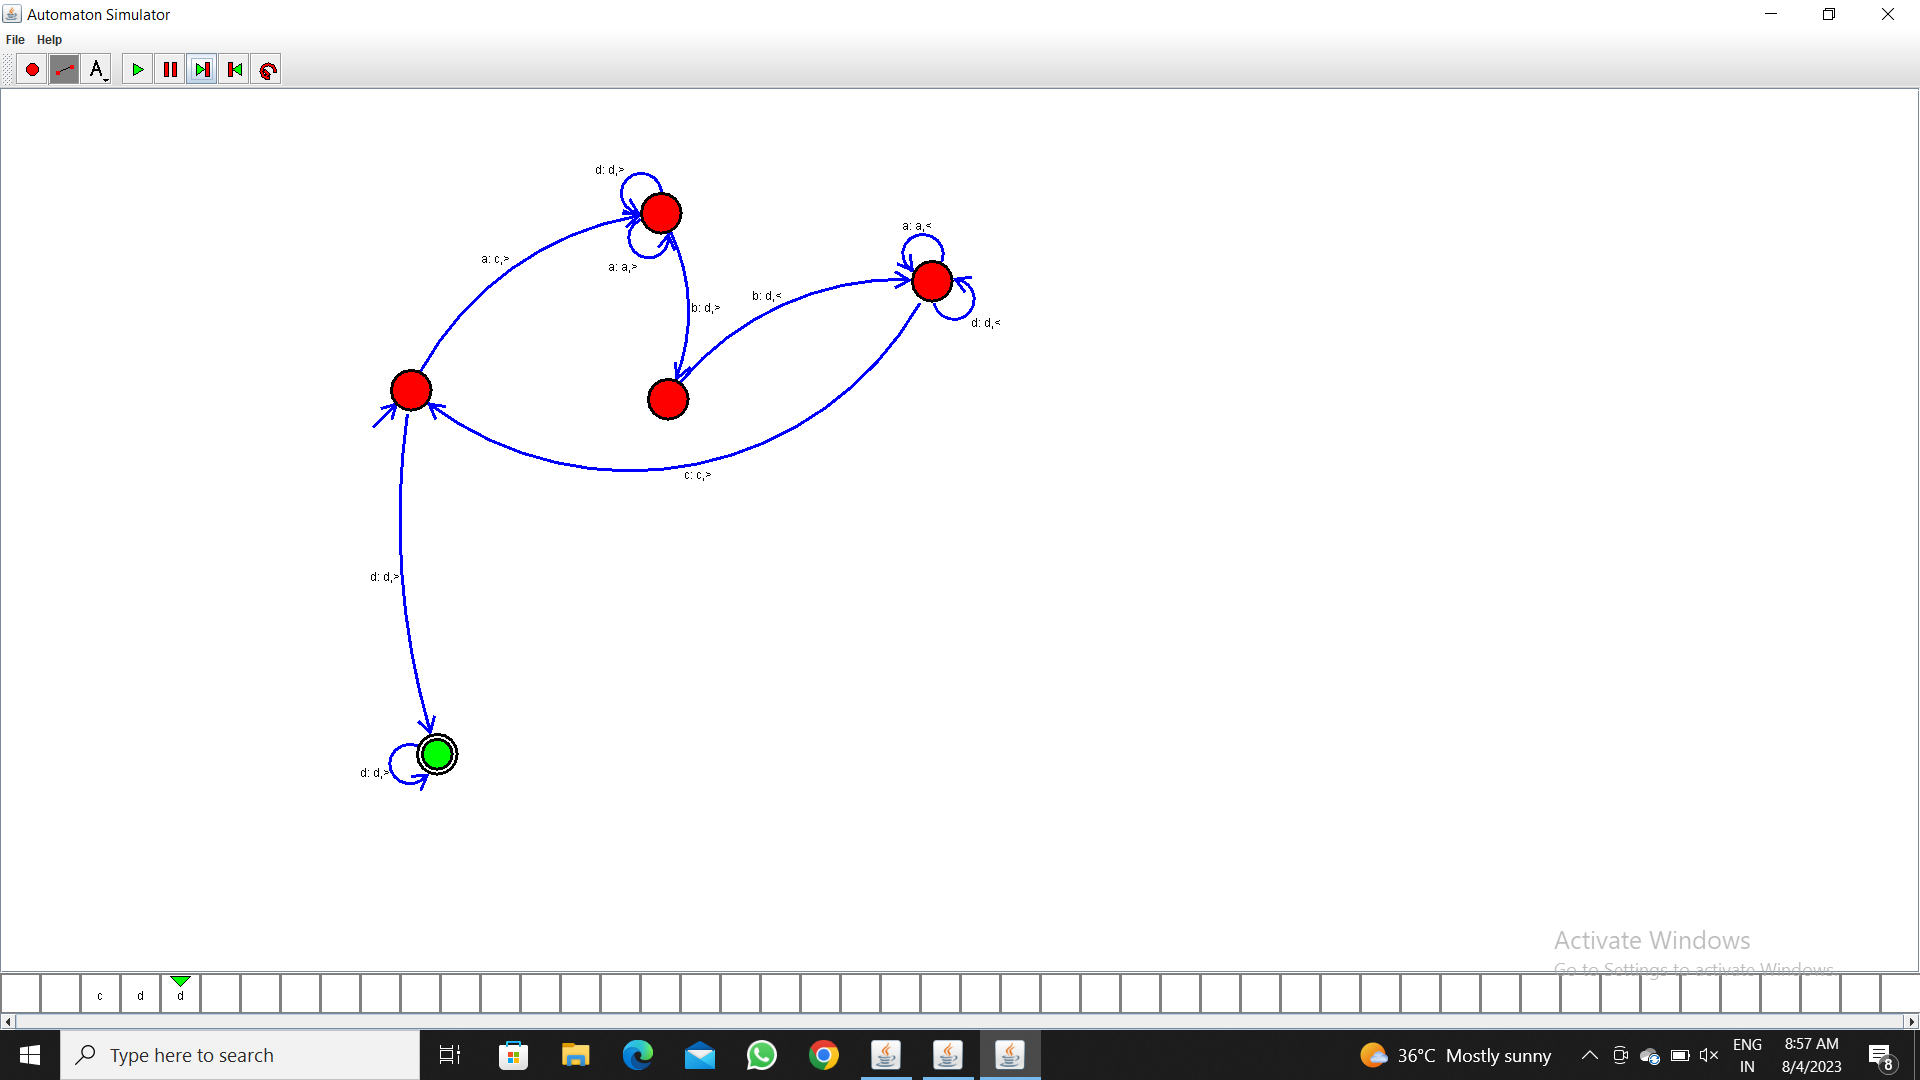 Automaton Simulator
File Help
A
d: d,>
a: a,<
a: c,>
a: a,>
b: d,<
b: d,>
d: d,<
c: c,>
d: d,>
d: d,>
Activate Windows
Go to Settings to activate Windows.
c d d
Type here to search
36°C Mostly sunny
ENG
IN
8:57 AM
8/4/2023
8